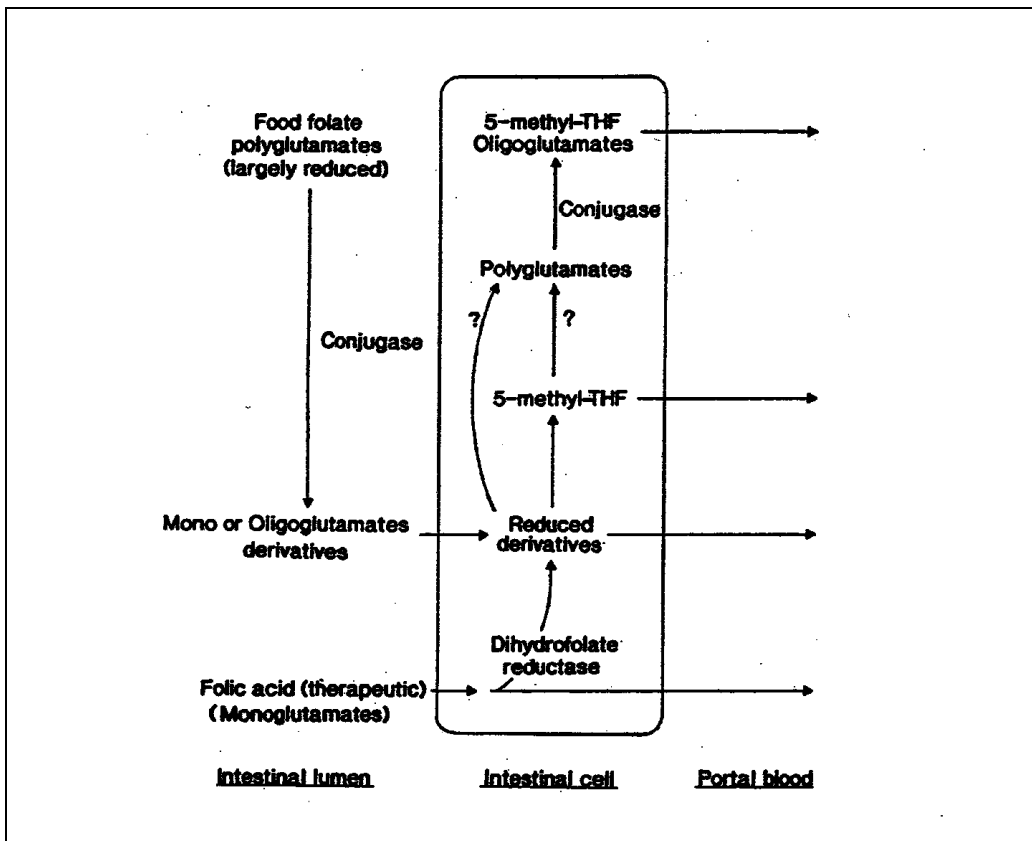 Food folate
polyglutamates
(largely reduced)
Conjugase
Mono or Oligoglutamates
derivatives
Folic acid (therapeutic)
(Monoglutamates)
5-methyl-THF
Oligoglutamates
Conjugase
Polyglutamates
?
?
5-methyl-THF
Reduced
derivatives
Dihydrofolate
reductase
Intestinal lumen
Intestinal cell
Portal blood